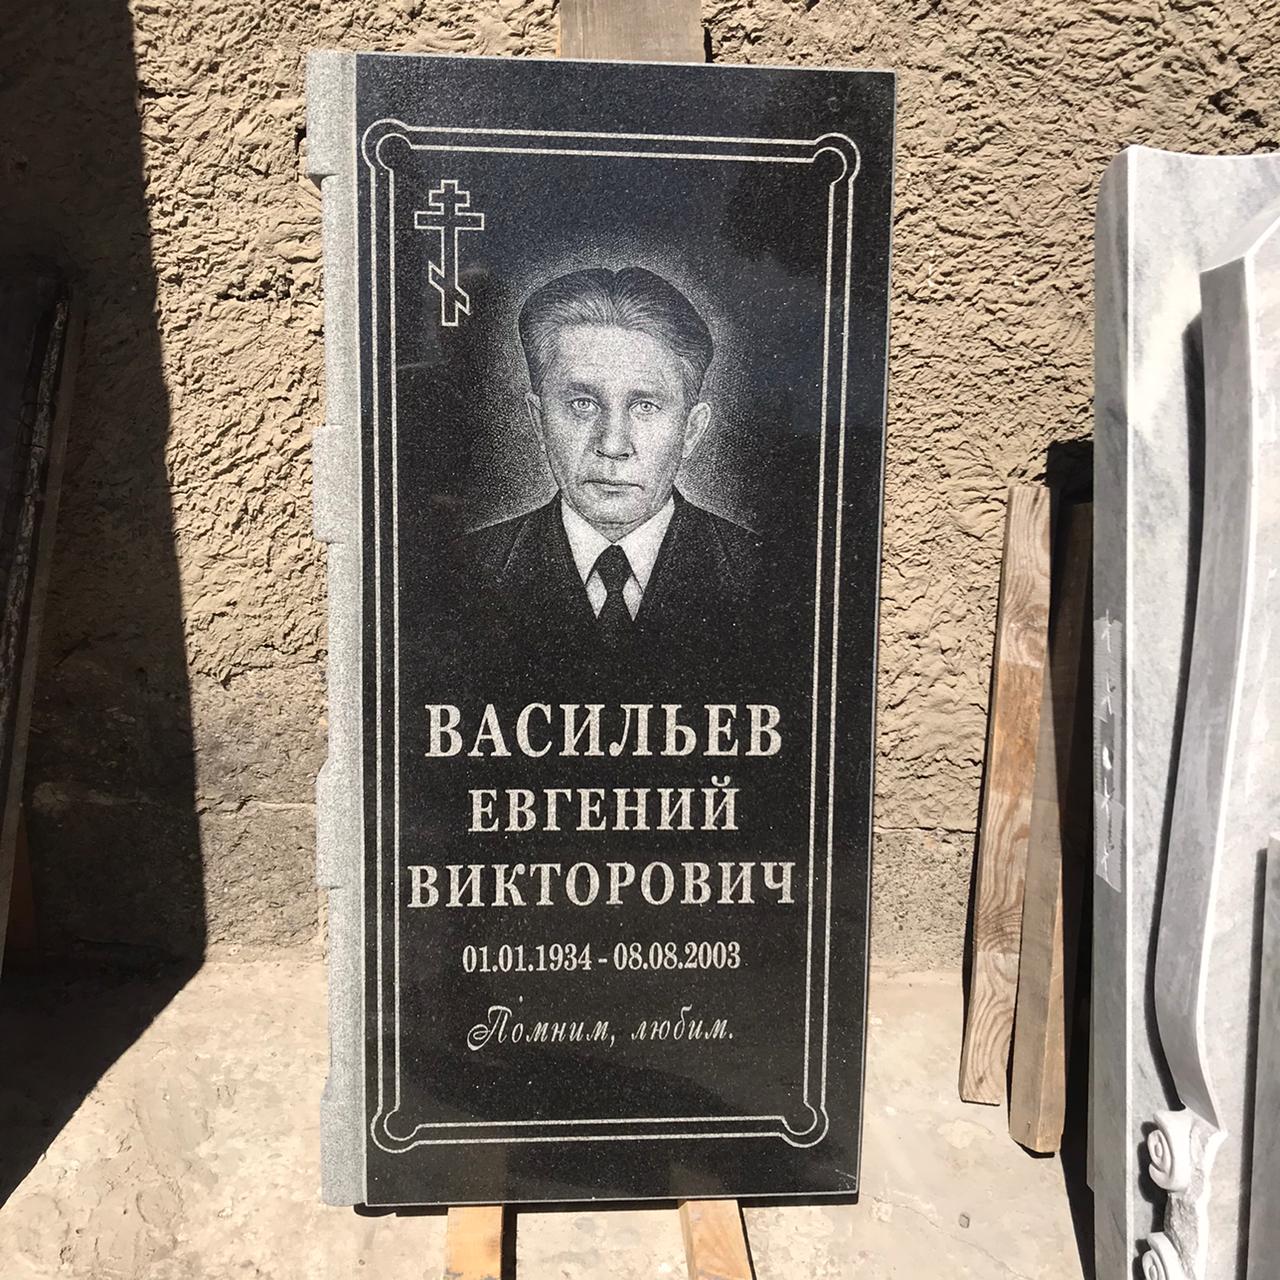 ВАСИЛЬЕВ
ЕВГЕНИЙ
ВИКТОРОВИЧ
01.01.1934 - 08.08.2003
Помним, любим.